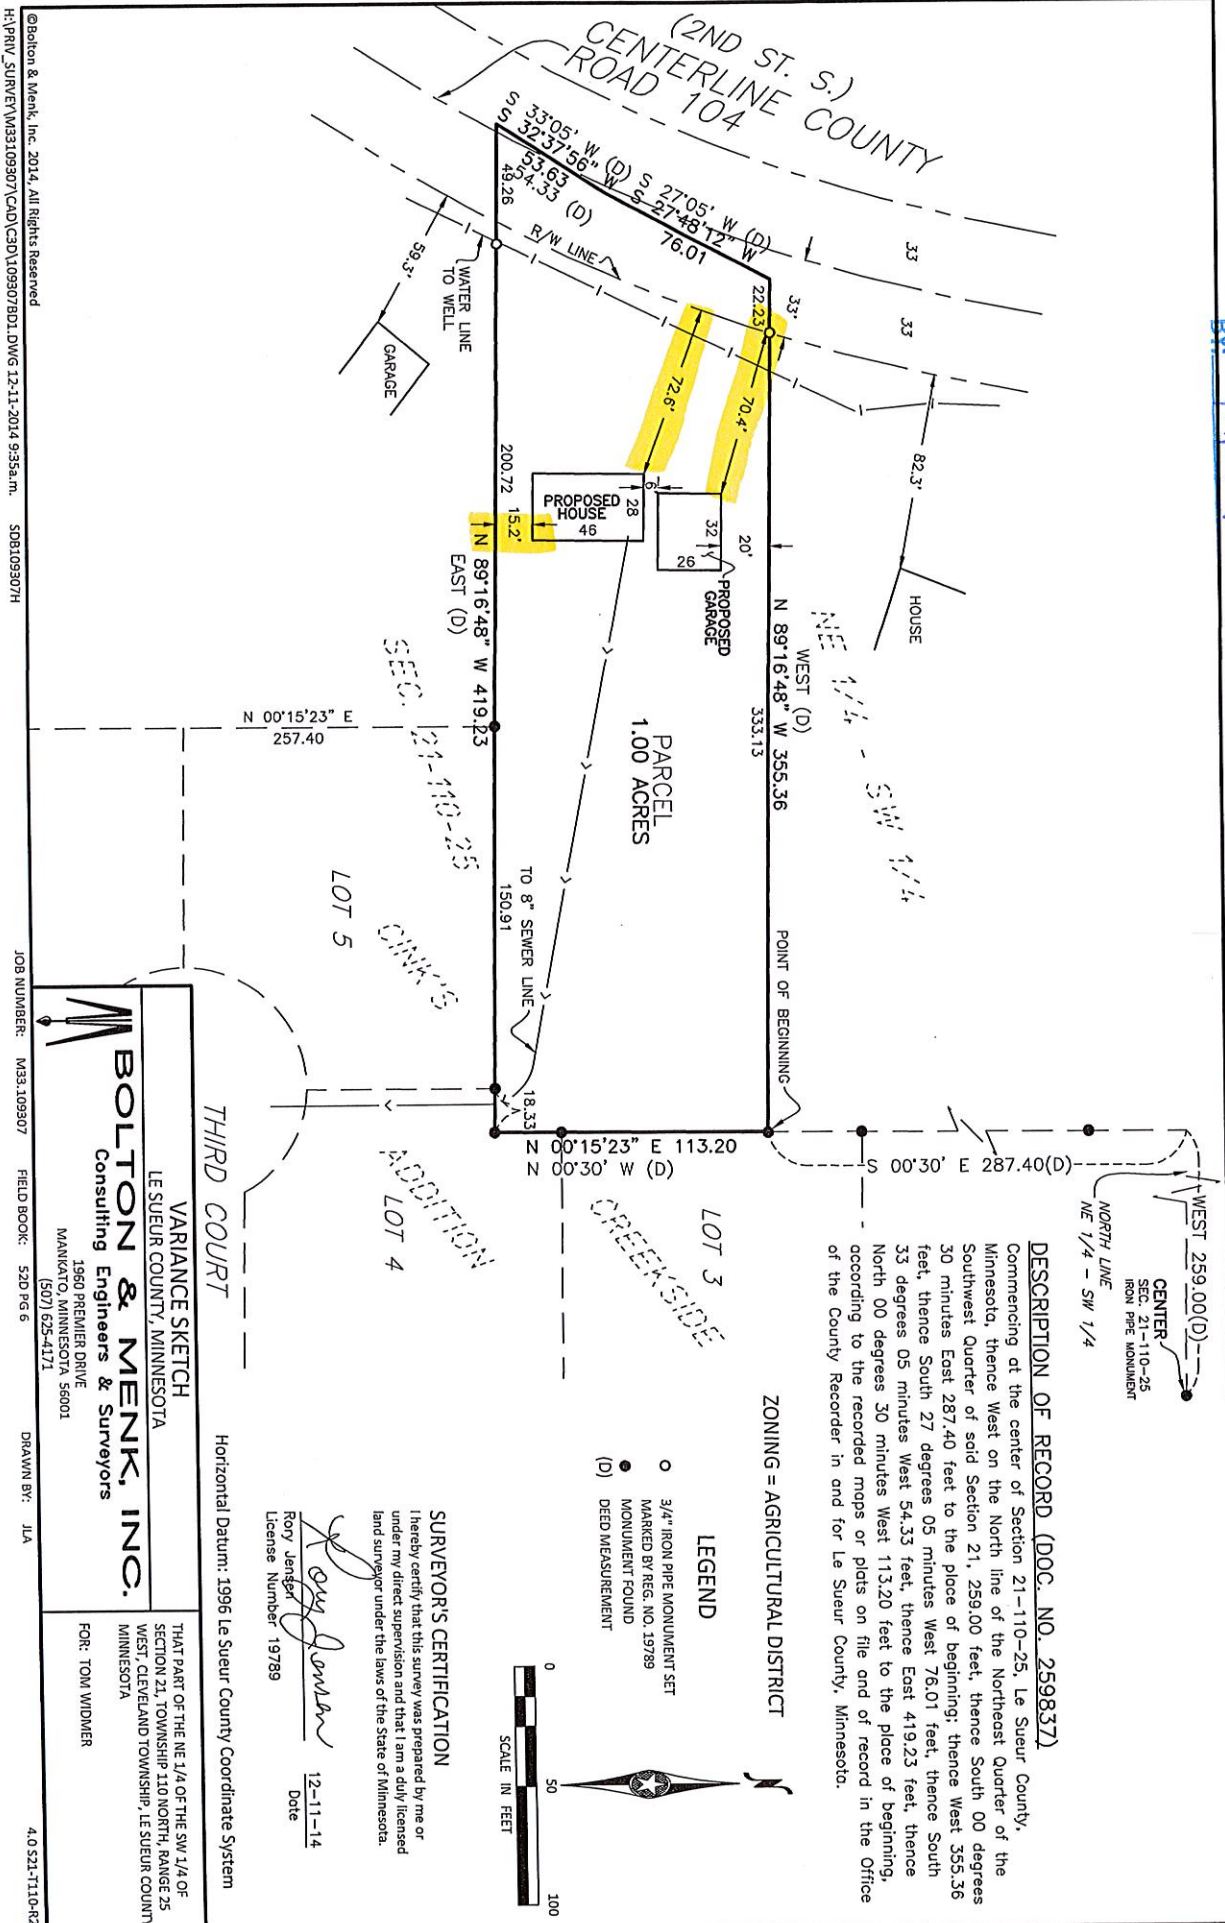 (2ND ST. S.)
CENTERLINE COUNTY
ROAD 104
33
33
S 33°05' W (D)
S 32°37'56" W
53.63
54.33 (D)
S 27°05' W (D)
S 27°48'12" W
76.01
R/W LINE
49.26
22.23
33'
WATER LINE
TO WELL
59.3'
GARAGE
82.3'
HOUSE
70.4'
72.6'
6'
28
PROPOSED
HOUSE
46
32
26
20'
PROPOSED
GARAGE
15.2'
200.72
N 89°16'48" W 419.23
EAST (D)
WEST (D)
N 89°16'48" W 355.36
333.13
NE 1/4 - SW 1/4
PARCEL
1.00 ACRES
SEC. 21-110-25
N 00°15'23" E
257.40
LOT 5
CINK'S
ADDITION
LOT 4
TO 8" SEWER LINE
150.91
18.33
POINT OF BEGINNING
N 00°15'23" E 113.20
N 00°30' W (D)
S 00°30' E 287.40(D)
LOT 3
CREEKSIDE
THIRD COURT
WEST 259.00(D)
NORTH LINE
NE 1/4 - SW 1/4
CENTER
SEC. 21-110-25
IRON PIPE MONUMENT
DESCRIPTION OF RECORD (DOC. NO. 259837)
Commencing at the center of Section 21-110-25, Le Sueur County,
Minnesota, thence West on the North line of the Northeast Quarter of the
Southwest Quarter of said Section 21, 259.00 feet, thence South 00 degrees
30 minutes East 287.40 feet to the place of beginning; thence West 355.36
feet, thence South 27 degrees 05 minutes West 76.01 feet, thence South
33 degrees 05 minutes West 54.33 feet, thence East 419.23 feet, thence
North 00 degrees 30 minutes West 113.20 feet to the place of beginning,
according to the recorded maps or plats on file and of record in the Office
of the County Recorder in and for Le Sueur County, Minnesota.
ZONING = AGRICULTURAL DISTRICT
LEGEND
3/4" IRON PIPE MONUMENT SET
MARKED BY REG. NO. 19789
MONUMENT FOUND
(D) DEED MEASUREMENT
N
0 50 100
SCALE IN FEET
SURVEYOR'S CERTIFICATION
I hereby certify that this survey was prepared by me or
under my direct supervision and that I am a duly licensed
land surveyor under the laws of the State of Minnesota.
Rory Jensen 12-11-14
Rory Jensen Date
License Number 19789
Horizontal Datum: 1996 Le Sueur County Coordinate System
VARIANCE SKETCH
LE SUEUR COUNTY, MINNESOTA
BOLTON & MENK, INC.
Consulting Engineers & Surveyors
1960 PREMIER DRIVE
MANKATO, MINNESOTA 56001
(507) 625-4171
THAT PART OF THE NE 1/4 OF THE SW 1/4 OF
SECTION 21, TOWNSHIP 110 NORTH, RANGE 25
WEST, CLEVELAND TOWNSHIP, LE SUEUR COUNTY
MINNESOTA
FOR: TOM WIDMER
©Bolton & Menk, Inc. 2014, All Rights Reserved
H:\PRIV_SURVEY\M33109307\CAD\C3D\109307BD1.DWG 12-11-2014 9:35a.m. SDB109307H
JOB NUMBER: M33.109307 FIELD BOOK: 52D PG 6 DRAWN BY: JLA
4.0 S21-T110-R2